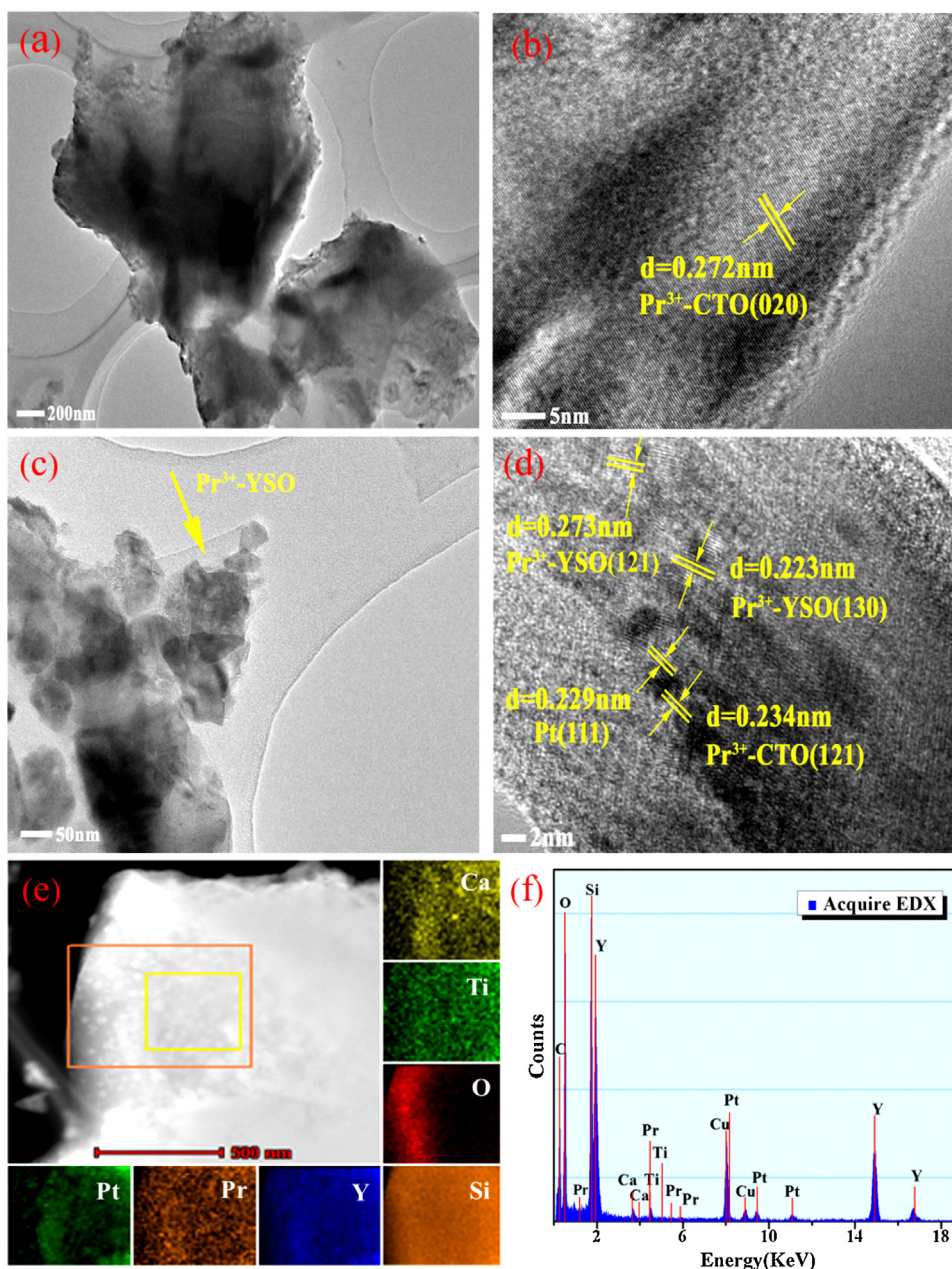 (a)
200nm
(b)
d=0.272nm
Pr³⁺-CTO(020)
5nm
(c)
Pr³⁺-YSO
50nm
(d)
d=0.273nm
Pr³⁺-YSO(121)
d=0.223nm
Pr³⁺-YSO(130)
d=0.229nm
Pt(111)
d=0.234nm
Pr³⁺-CTO(121)
2nm
(e)
500 nm
Ca
Ti
O
Pt
Pr
Y
Si
(f)
Acquire EDX
Counts
C
O
Pr
Si
Y
Ca
Ca
Pr
Ti
Ti
Pr
Pr
Cu
Pt
Cu
Pt
Pt
Y
Y
2
6
10
14
18
Energy(KeV)